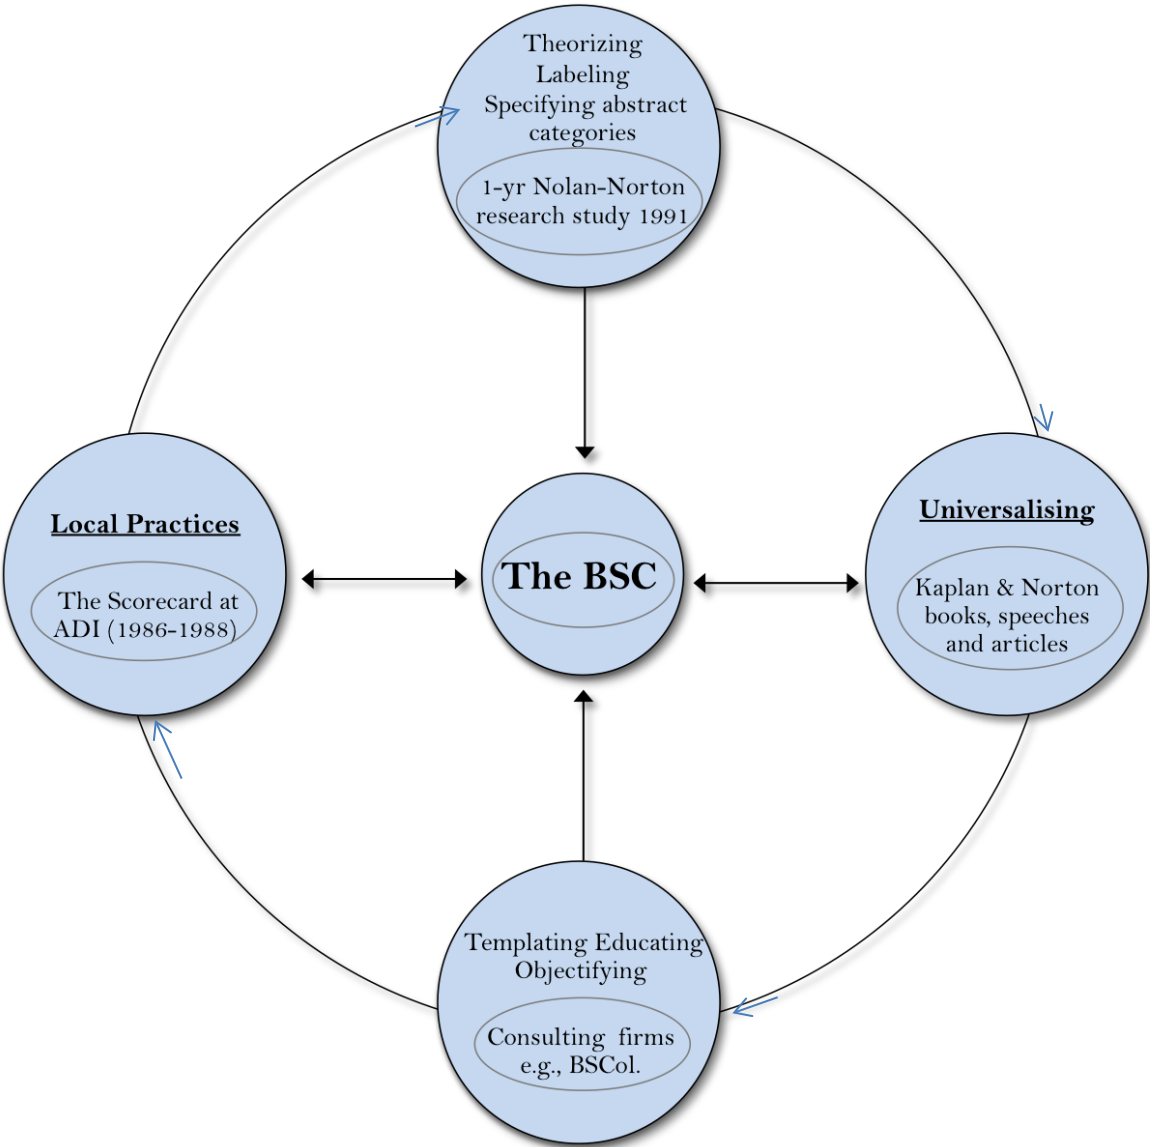 Theorizing
Labeling
Specifying abstract
categories
1-yr Nolan-Norton
research study 1991
Local Practices
The Scorecard at
ADI (1986-1988)
The BSC
Universalising
Kaplan & Norton
books, speeches
and articles
Templating Educating
Objectifying
Consulting firms
e.g., BSCol.